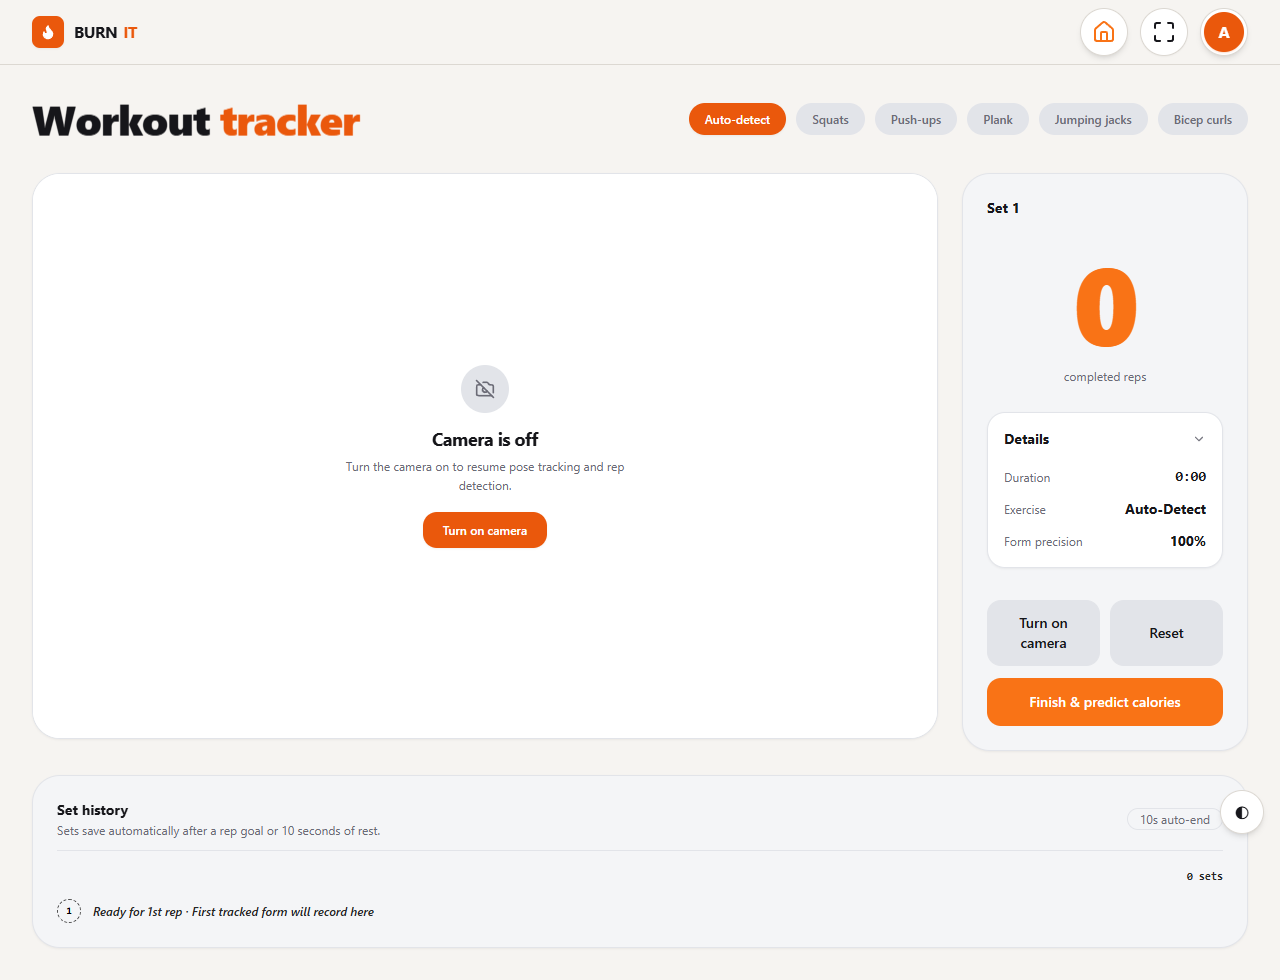 BURN IT
A
Workout tracker
Auto-detect
Squats
Push-ups
Plank
Jumping jacks
Bicep curls
Camera is off
Turn the camera on to resume pose tracking and rep
detection.
Turn on camera
Set 1
0
completed reps
Details
Duration 0:00
Exercise Auto-Detect
Form precision 100%
Turn on
camera
Reset
Finish & predict calories
Set history
Sets save automatically after a rep goal or 10 seconds of rest.
10s auto-end
0 sets
1 Ready for 1st rep · First tracked form will record here